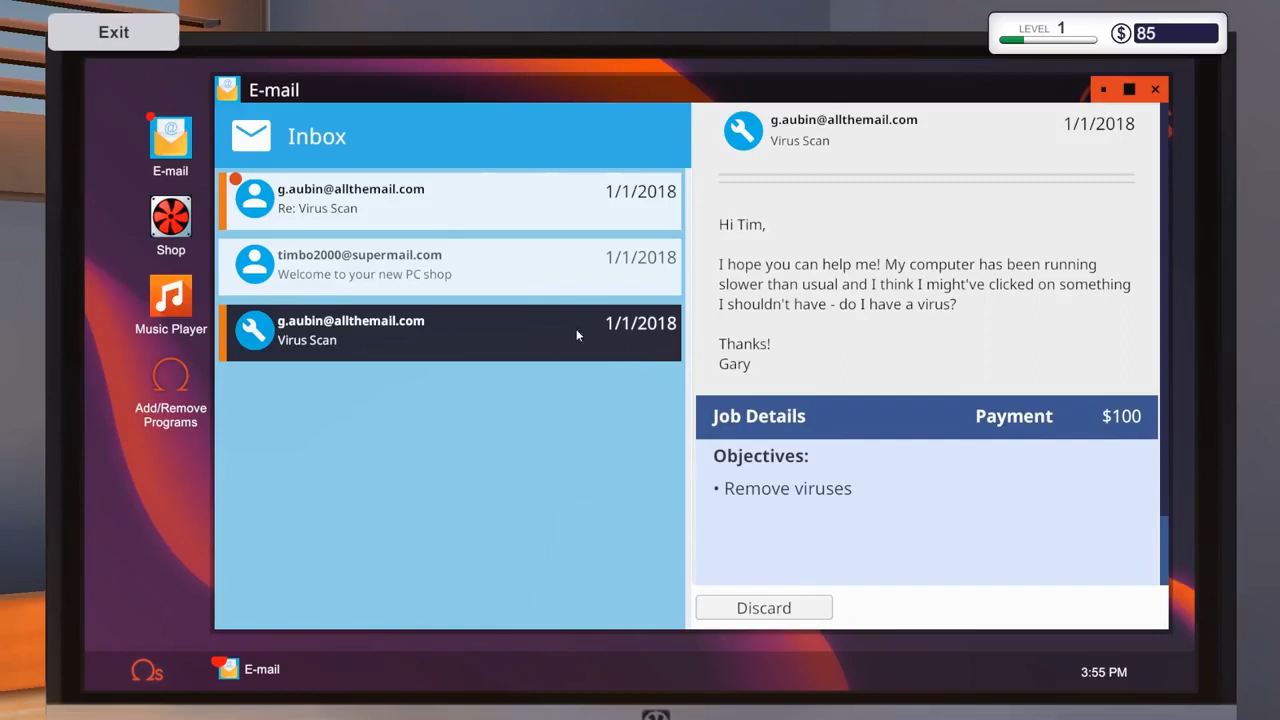 Exit
LEVEL 1
$ 85
E-mail
Shop
Music Player
Add/Remove
Programs
E-mail
Inbox
g.aubin@allthemail.com 1/1/2018
Re: Virus Scan
timbo2000@supermail.com 1/1/2018
Welcome to your new PC shop
g.aubin@allthemail.com 1/1/2018
Virus Scan
g.aubin@allthemail.com 1/1/2018
Virus Scan
Hi Tim,
I hope you can help me! My computer has been running
slower than usual and I think I might've clicked on something
I shouldn't have - do I have a virus?
Thanks!
Gary
Job Details Payment $100
Objectives:
• Remove viruses
Discard
Ωs
E-mail
3:55 PM